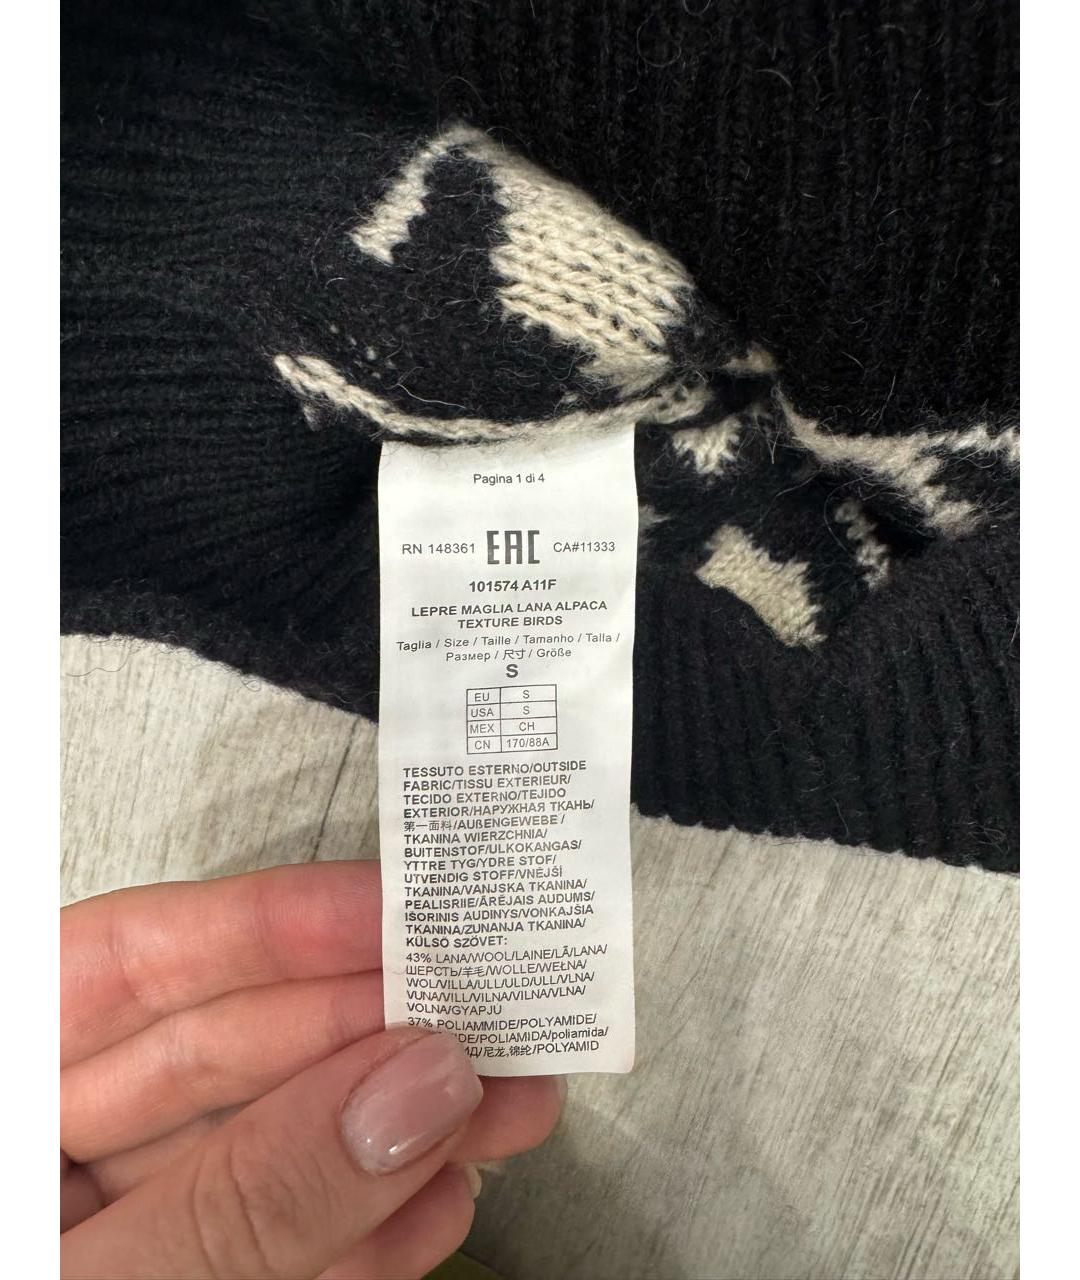 Pagina 1 di 4
RN 148361 EAC CA#11333
101574 A11F
LEPRE MAGLIA LANA ALPACA
TEXTURE BIRDS
Taglia / Size / Taille / Tamanho / Talla /
Размер / 尺寸 / Größe
S
EU S
USA S
MEX CH
CN 170/88A
TESSUTO ESTERNO/OUTSIDE
FABRIC/TISSU EXTERIEUR/
TECIDO EXTERNO/TEJIDO
EXTERIOR/НАРУЖНАЯ ТКАНЬ/
第一面料/AUßENGEWEBE /
TKANINA WIERZCHNIA/
BUITENSTOF/ULKOKANGAS/
YTTRE TYG/YDRE STOF/
UTVENDIG STOFF/VNĚJŠÍ
TKANINA/VANJSKA TKANINA/
PEALISRIIE/ĀRĒJAIS AUDUMS/
IŠORINIS AUDINYS/VONKAJŠIA
TKANINA/ZUNANJA TKANINA/
KÜLSŐ SZÖVET:
43% LANA/WOOL/LAINE/LÃ/LANA/
ШЕРСТЬ/羊毛/WOLLE/WEŁNA/
WOL/VILLA/ULL/ULD/ULL/VLNA/
VUNA/VILL/VILNA/VILNA/VLNA/
VOLNA/GYAPJÚ
37% POLIAMMIDE/POLYAMIDE/
DE/POLIAMIDA/poliamida/
ИД/尼龙,锦纶/POLYAMID